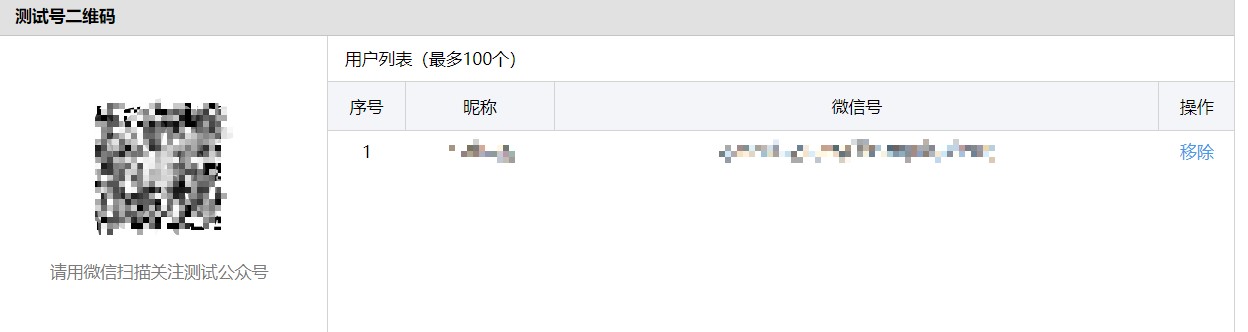 测试号二维码
用户列表（最多100个）
序号 昵称 微信号 操作
1 移除
请用微信扫描关注测试公众号